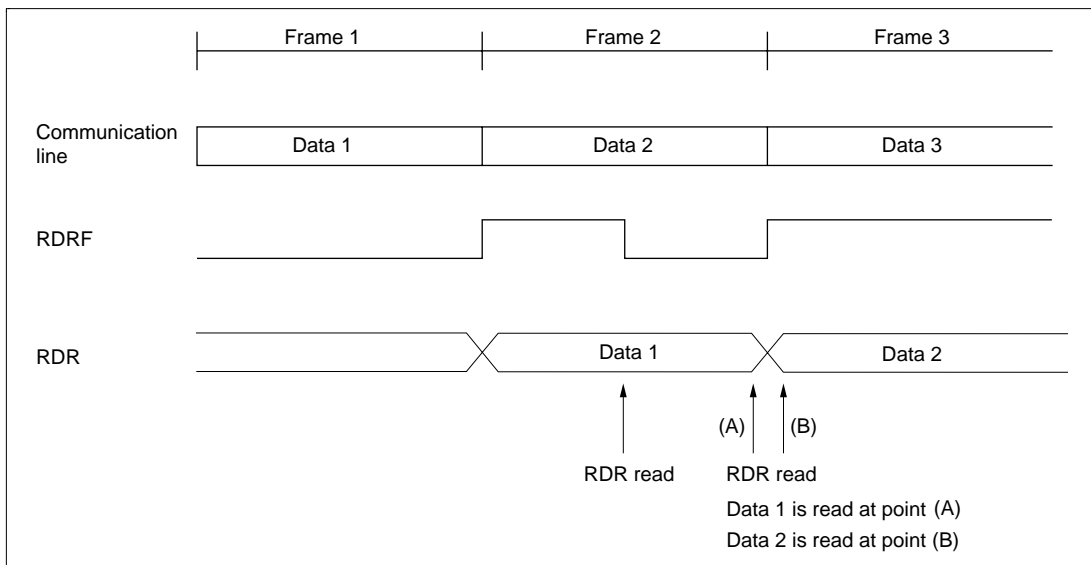 Frame 1 Frame 2 Frame 3
Communication
line
Data 1 Data 2 Data 3
RDRF
RDR
Data 1 Data 2
(A) (B)
RDR read RDR read
Data 1 is read at point (A)
Data 2 is read at point (B)